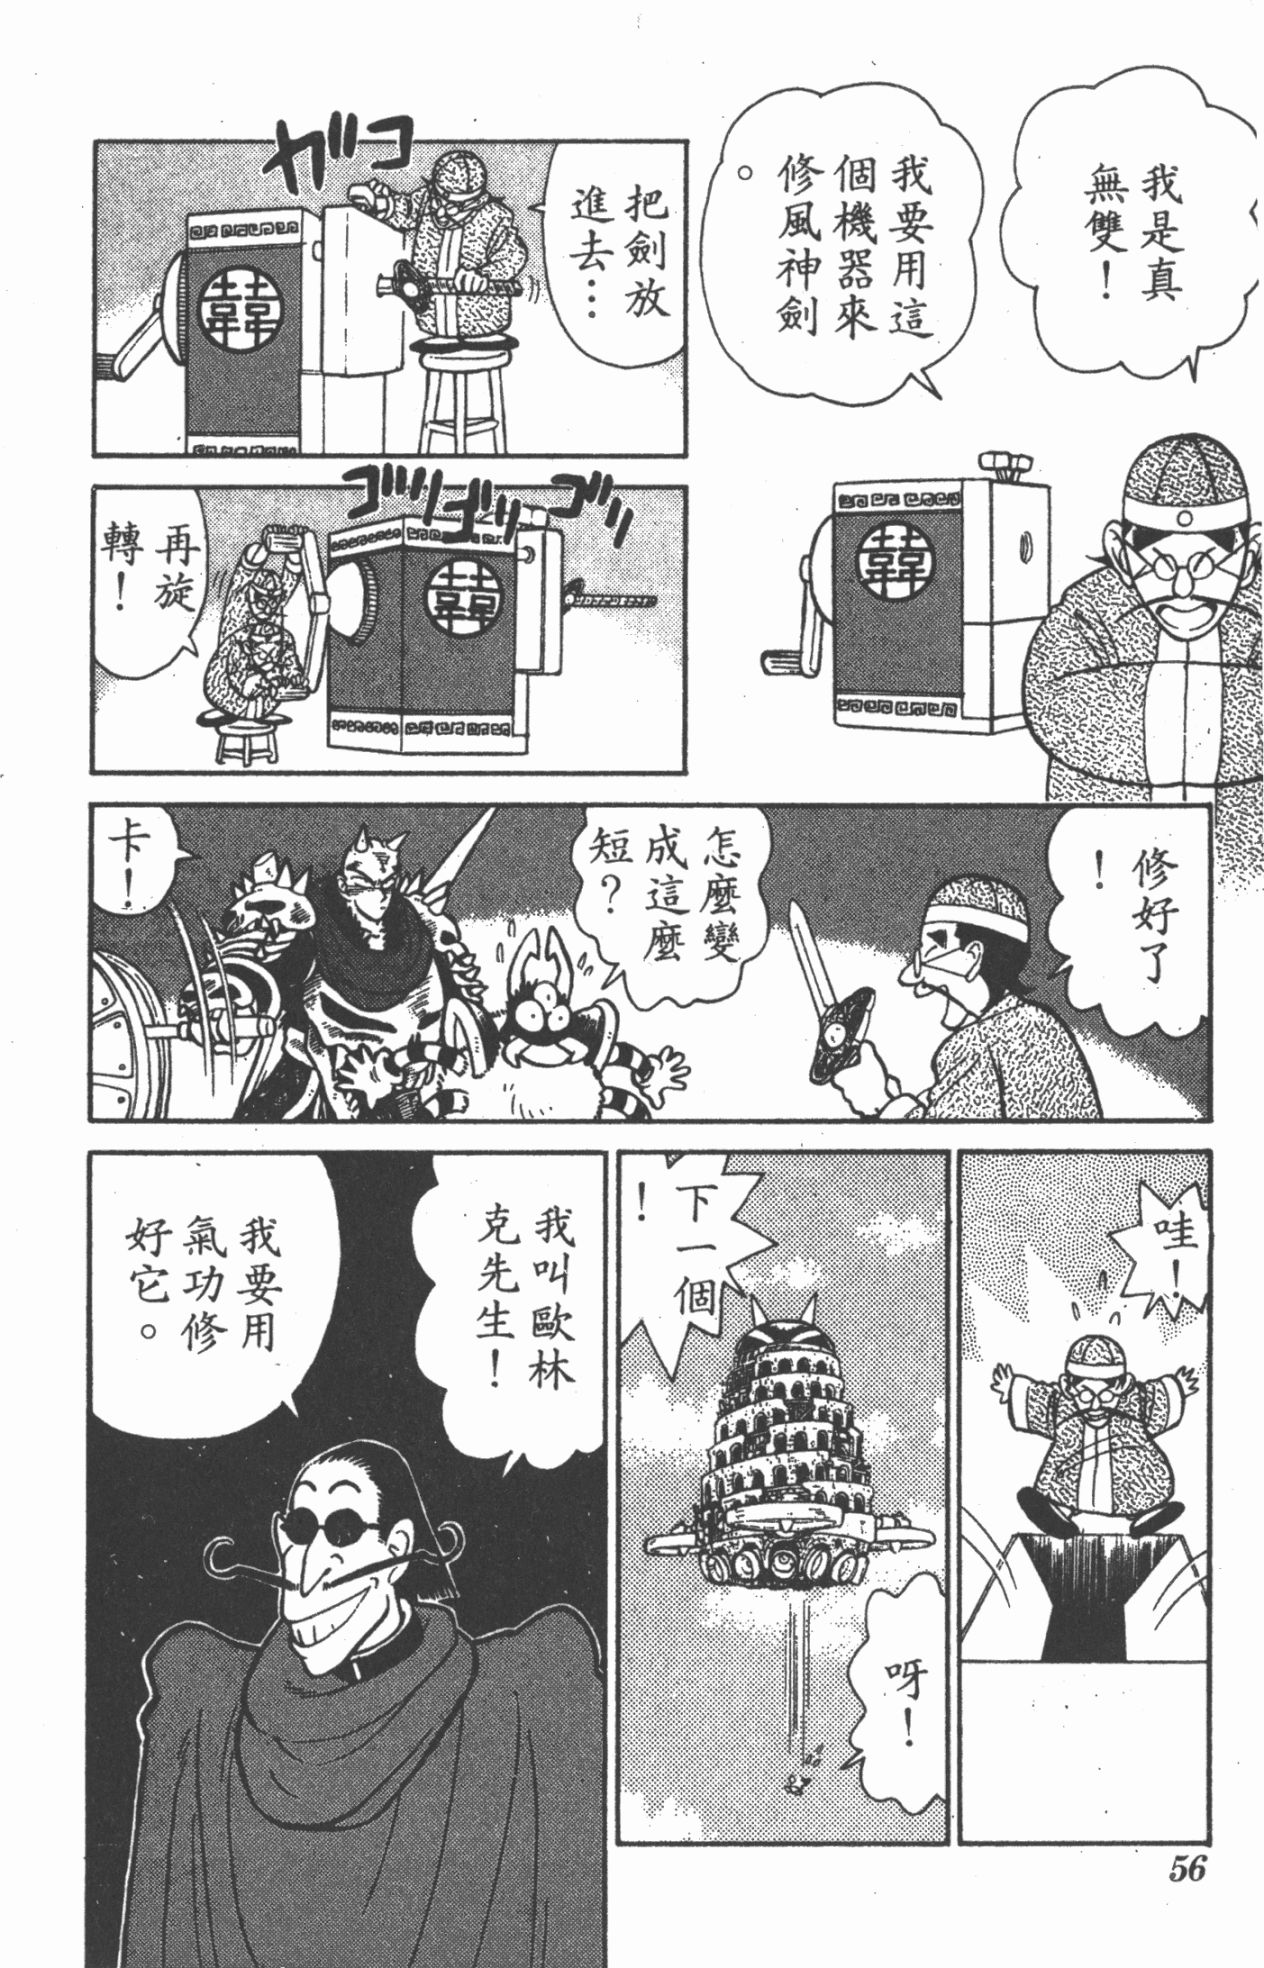 我是真
無雙！
我要用這
個機器來
修風神劍
。
ガコ
把劍放
進去…
ゴリゴリゴリ
再旋
轉！
修好了
！
怎麼變
成這麼
短？
卡！
哇！
下一個
！
呀！
我叫歐林
克先生！
我要用
氣功修
好它。
56